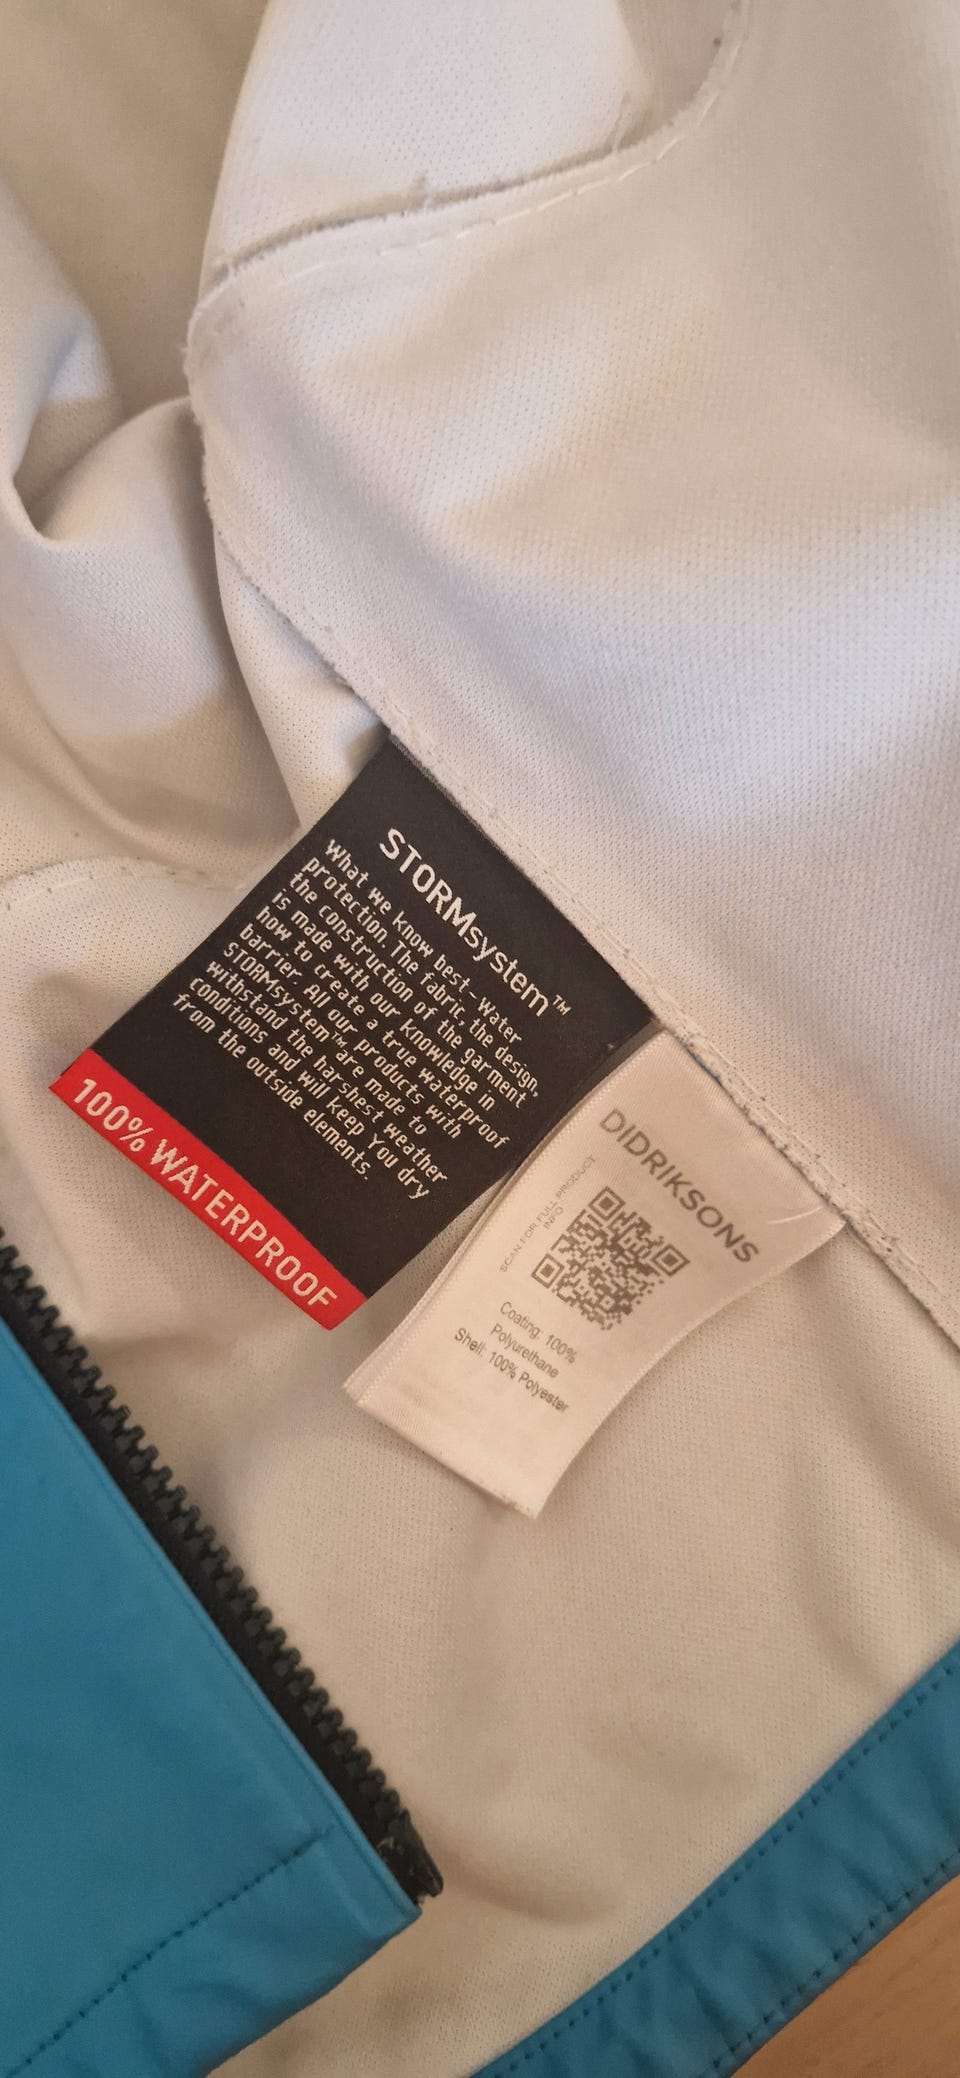 STORMsystem™
What we know best-water
protection. The fabric, the design,
the construction of the garment
is made with our knowledge in
how to create a true waterproof
barrier. All our products with
STORMsystem™ are made to
withstand the harshest weather
conditions and will keep you dry
from the outside elements.
100% WATERPROOF
DIDRIKSONS
SCAN FOR FULL PRODUCT
INFO
Coating: 100%
Polyurethane
Shell: 100% Polyester